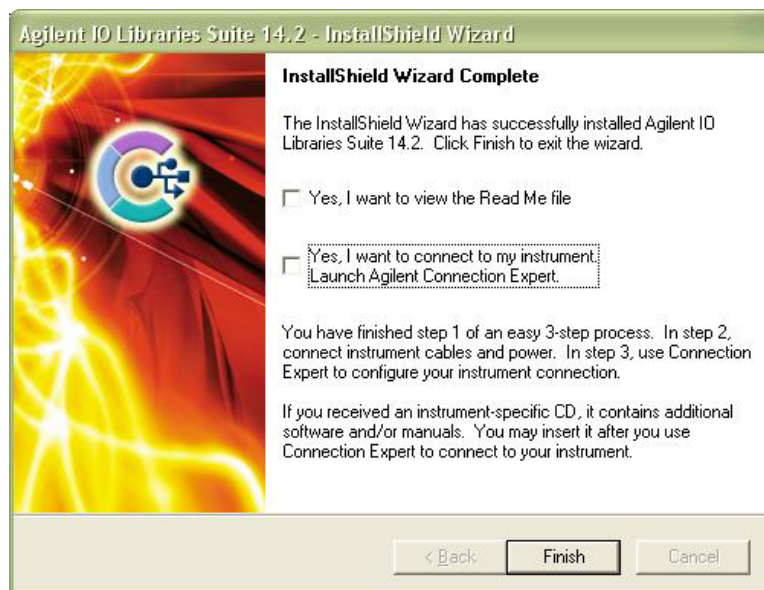 Agilent IO Libraries Suite 14.2 - InstallShield Wizard
InstallShield Wizard Complete
The InstallShield Wizard has successfully installed Agilent IO
Libraries Suite 14.2. Click Finish to exit the wizard.
Yes, I want to view the Read Me file
Yes, I want to connect to my instrument.
Launch Agilent Connection Expert.
You have finished step 1 of an easy 3-step process. In step 2,
connect instrument cables and power. In step 3, use Connection
Expert to configure your instrument connection.
If you received an instrument-specific CD, it contains additional
software and/or manuals. You may insert it after you use
Connection Expert to connect to your instrument.
< Back
Finish
Cancel